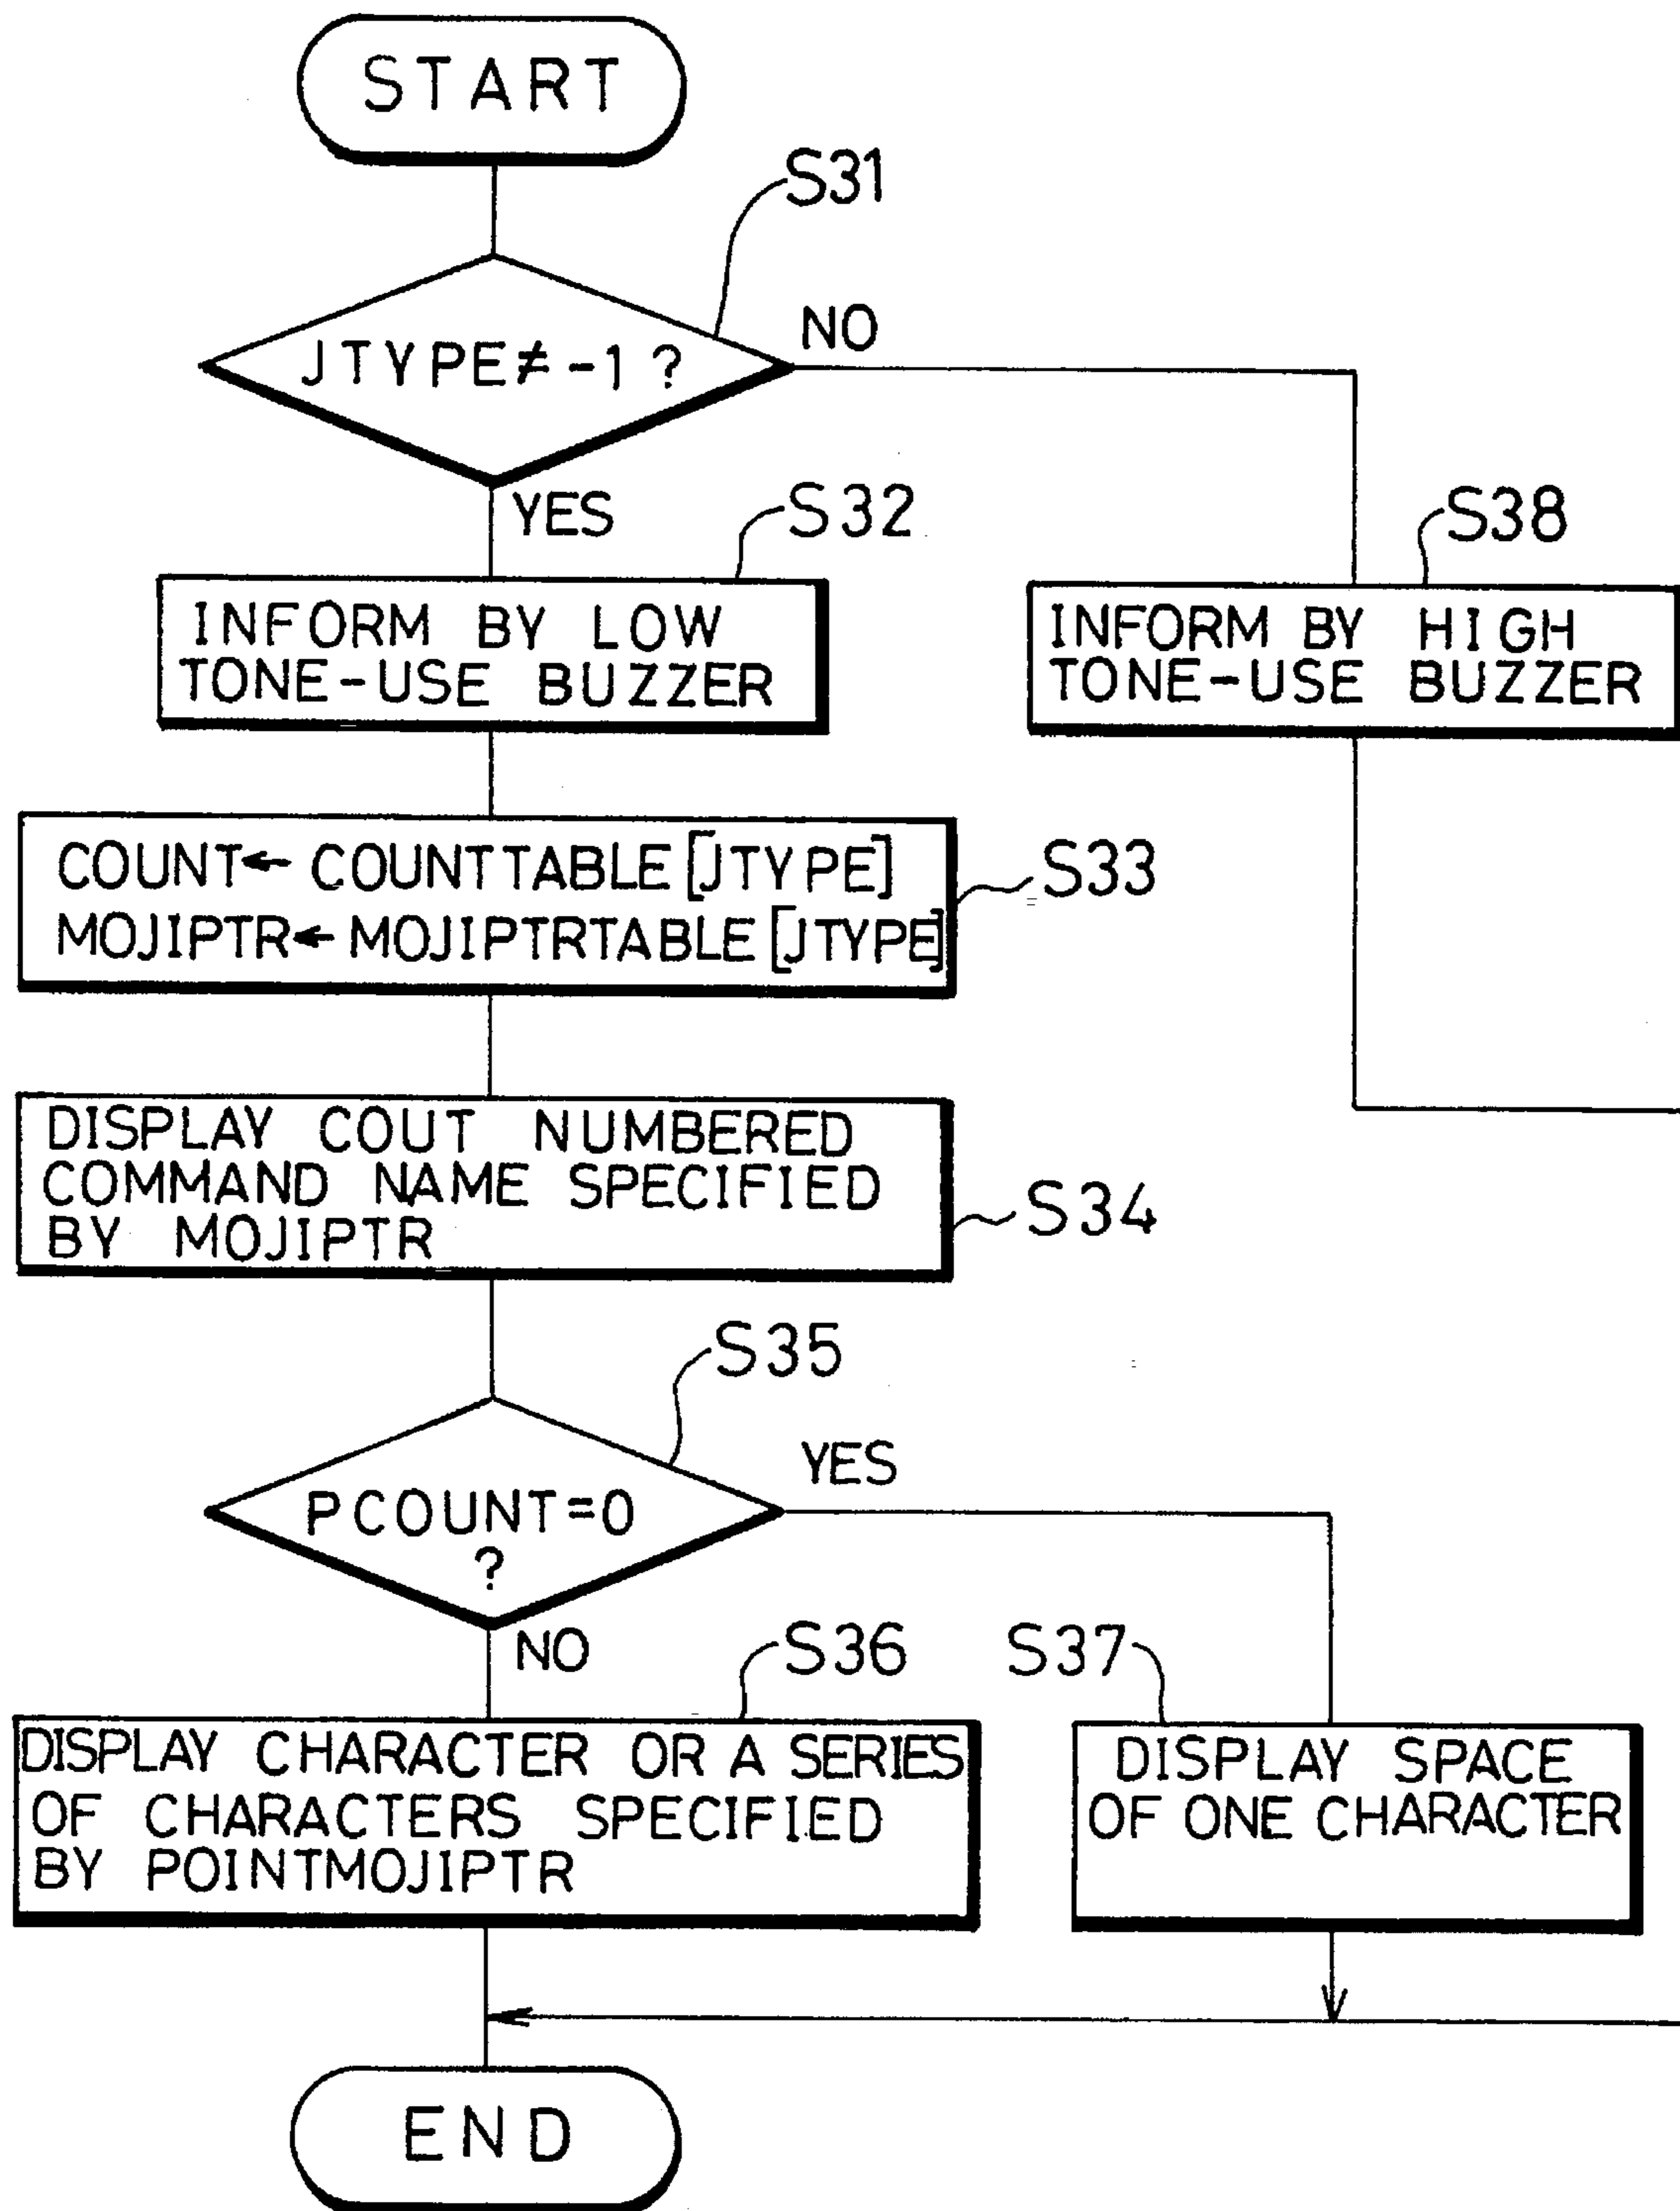 START
S31
JTYPE≠-1?
NO
YES
S32
S38
INFORM BY LOW
TONE-USE BUZZER
INFORM BY HIGH
TONE-USE BUZZER
COUNT← COUNTTABLE[JTYPE]
MOJIPTR← MOJIPTRTABLE[JTYPE]
S33
DISPLAY COUT NUMBERED
COMMAND NAME SPECIFIED
BY MOJIPTR
S34
S35
PCOUNT=0
?
YES
NO
S36
S37
DISPLAY CHARACTER OR A SERIES
OF CHARACTERS SPECIFIED
BY POINTMOJIPTR
DISPLAY SPACE
OF ONE CHARACTER
END